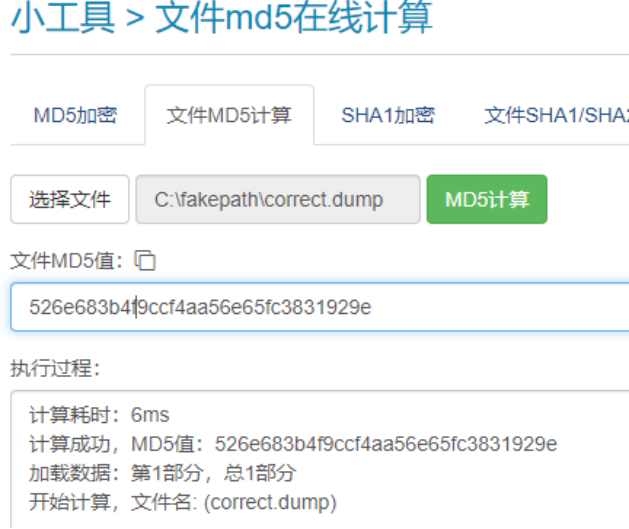 小工具 > 文件md5在线计算
MD5加密 文件MD5计算 SHA1加密 文件SHA1/SHA2
选择文件 C:\fakepath\correct.dump MD5计算
文件MD5值：
526e683b4f9ccf4aa56e65fc3831929e
执行过程：
计算耗时：6ms
计算成功，MD5值：526e683b4f9ccf4aa56e65fc3831929e
加载数据：第1部分，总1部分
开始计算，文件名: (correct.dump)